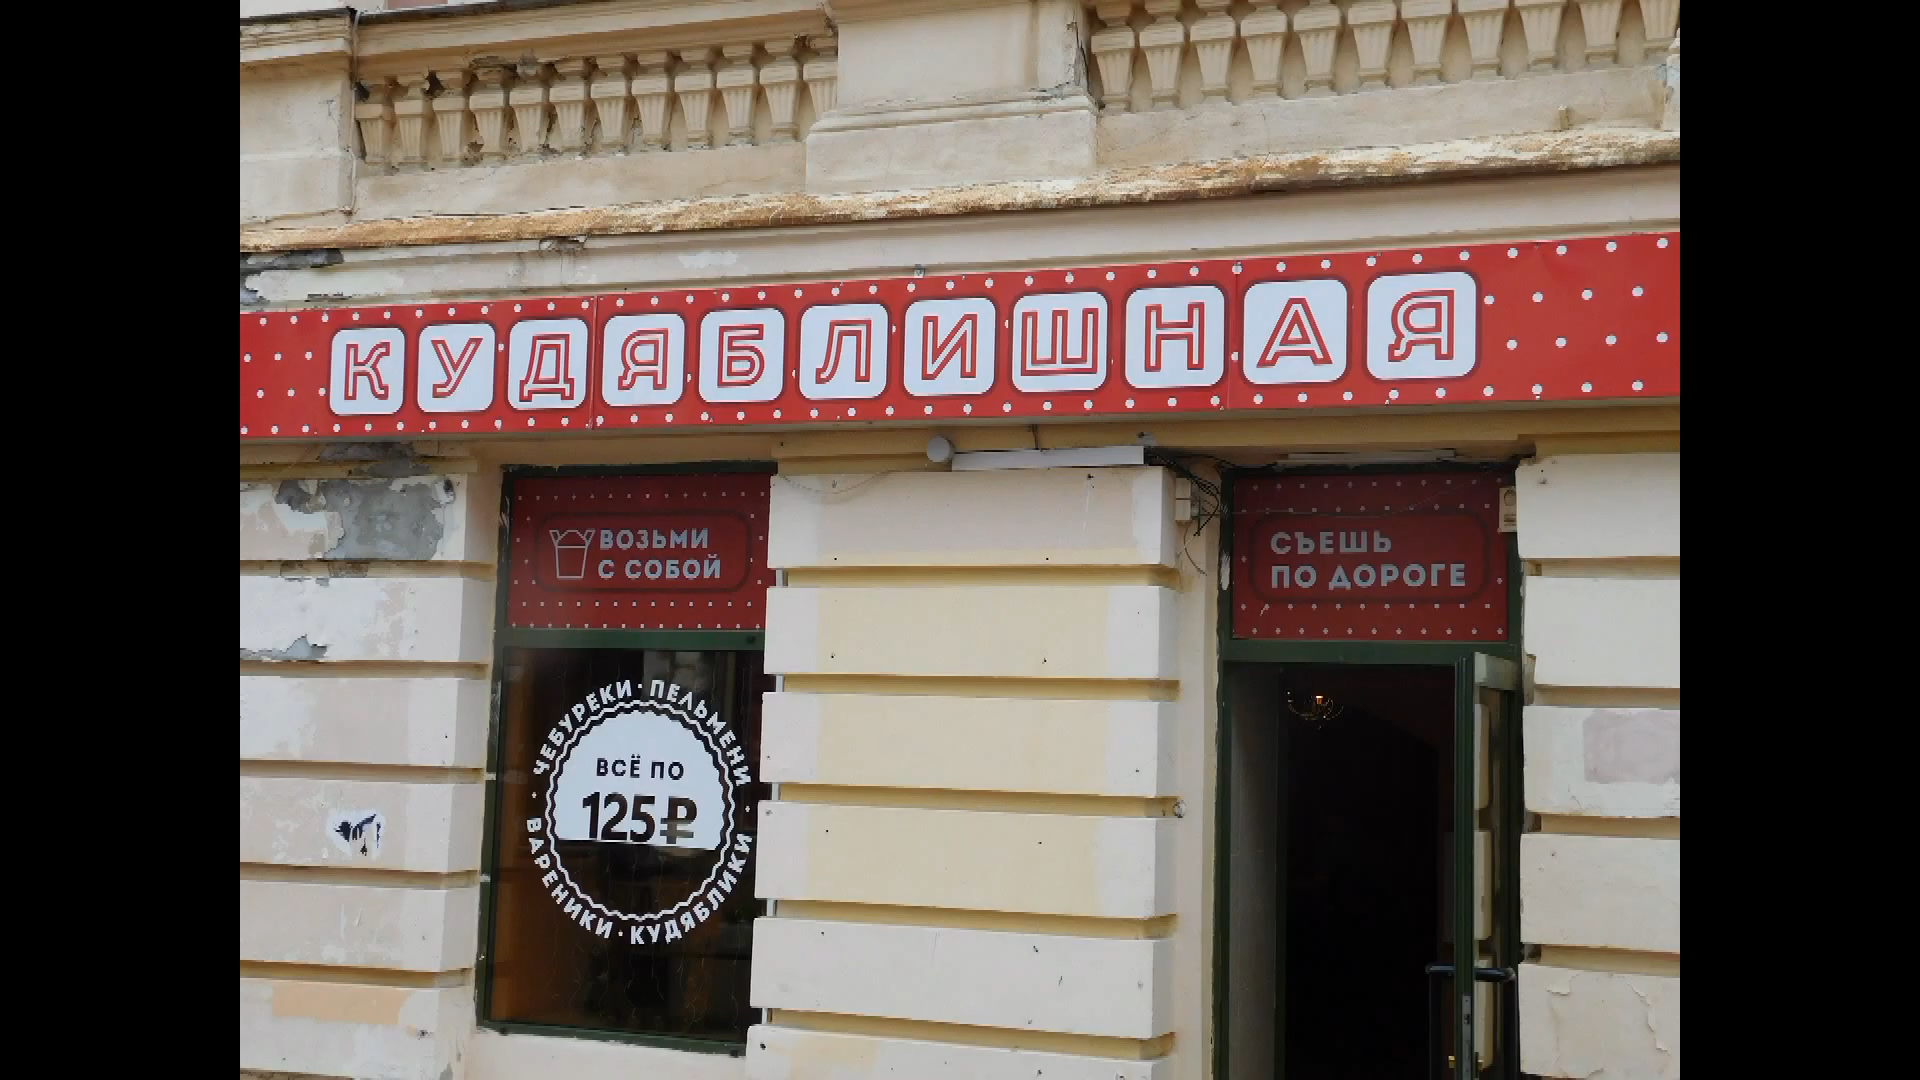 КУДЯБЛИШНАЯ
ВОЗЬМИ
С СОБОЙ
СЪЕШЬ
ПО ДОРОГЕ
ЧЕБУРЕКИ · ПЕЛЬМЕНИ ·
ВСЁ ПО
125₽
ВАРЕНИКИ · КУДЯБЛИКИ